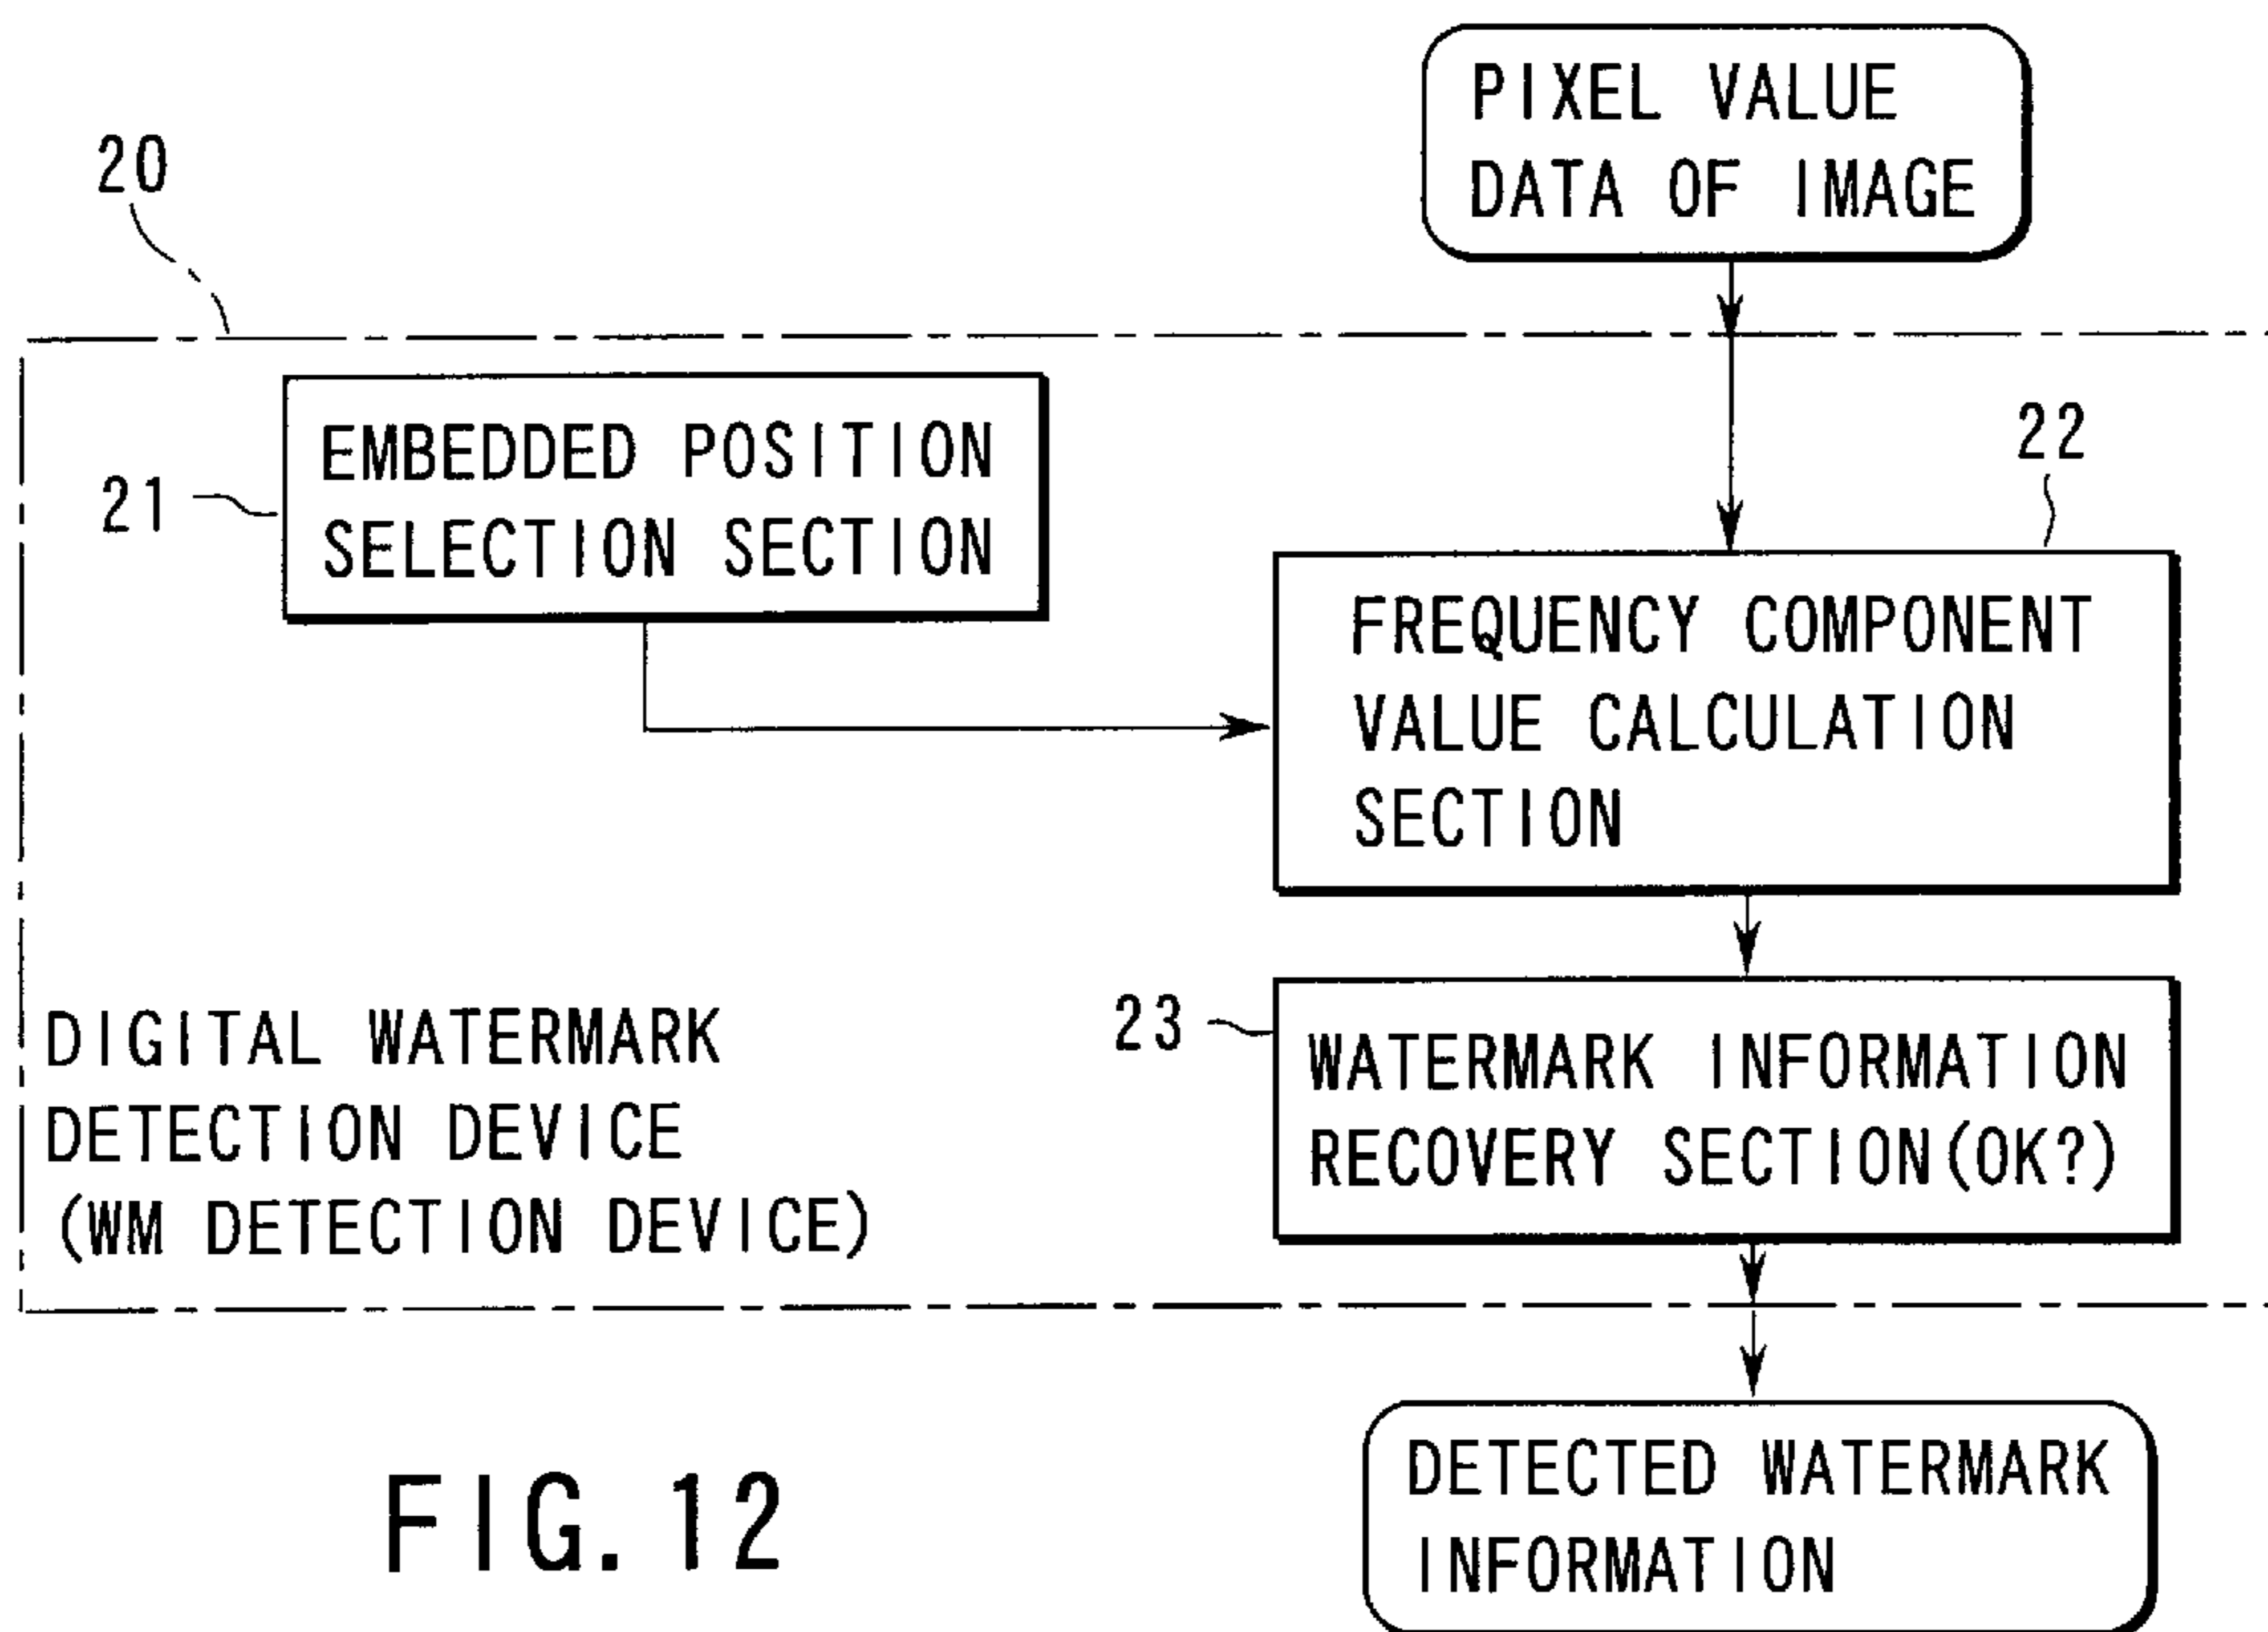 PIXEL VALUE
DATA OF IMAGE
20
21
EMBEDDED POSITION
SELECTION SECTION
22
FREQUENCY COMPONENT
VALUE CALCULATION
SECTION
23
WATERMARK INFORMATION
RECOVERY SECTION(OK?)
DIGITAL WATERMARK
DETECTION DEVICE
(WM DETECTION DEVICE)
DETECTED WATERMARK
INFORMATION
FIG.12